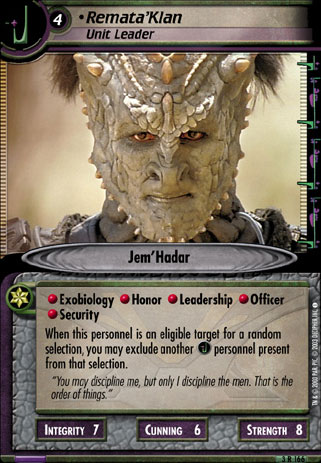 4
• Remata'Klan
Unit Leader
Jem'Hadar
• Exobiology • Honor • Leadership • Officer
• Security
When this personnel is an eligible target for a random
selection, you may exclude another personnel present
from that selection.
"You may discipline me, but only I discipline the men. That is the
order of things."
INTEGRITY 7 CUNNING 6 STRENGTH 8
3 R 166